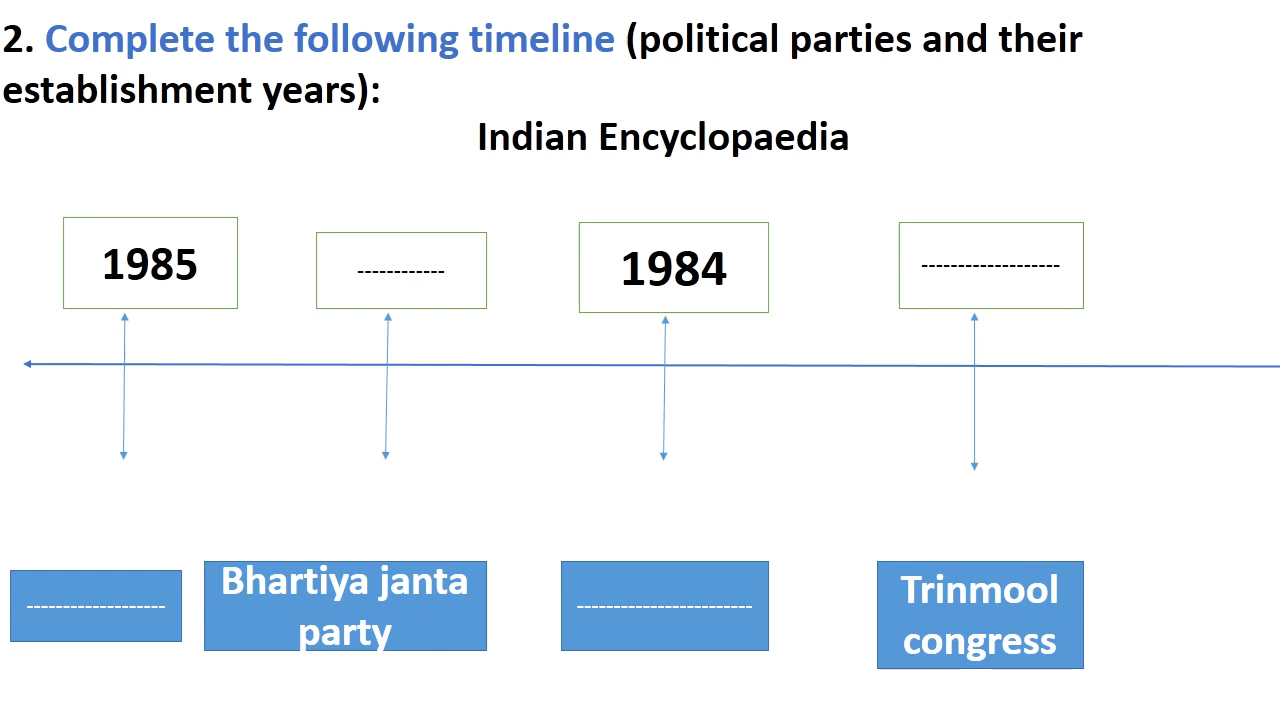 2. Complete the following timeline (political parties and their
establishment years):
Indian Encyclopaedia
1985
------------
1984
-------------------
-------------------
Bhartiya janta
party
------------------------
Trinmool
congress